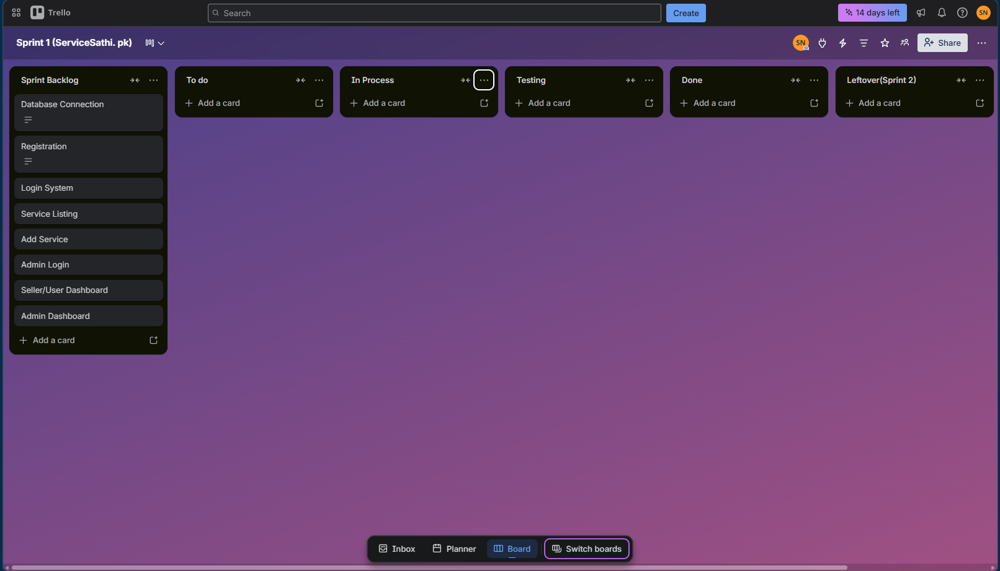 Trello
Search
Create
14 days left
SN
Sprint 1 (ServiceSathi. pk)
SN
Share
Sprint Backlog
Database Connection
Registration
Login System
Service Listing
Add Service
Admin Login
Seller/User Dashboard
Admin Dashboard
Add a card
To do
Add a card
In Process
Add a card
Testing
Add a card
Done
Add a card
Leftover(Sprint 2)
Add a card
Inbox
Planner
Board
Switch boards